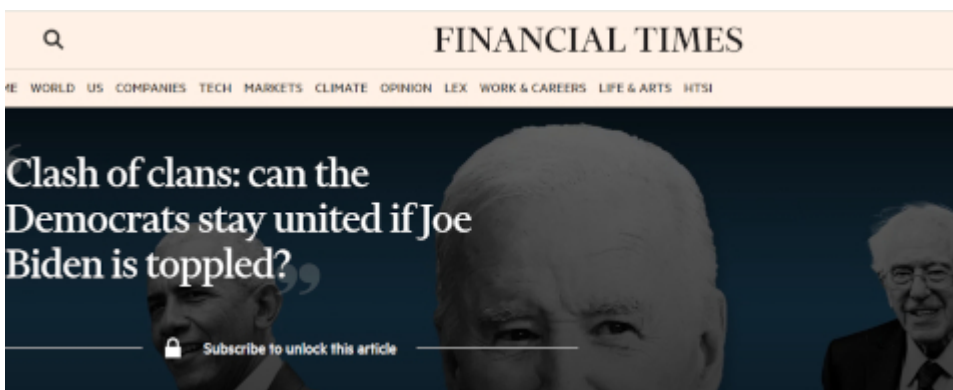 FINANCIAL TIMES
ME WORLD US COMPANIES TECH MARKETS CLIMATE OPINION LEX WORK & CAREERS LIFE & ARTS HTSI
Clash of clans: can the
Democrats stay united if Joe
Biden is toppled?
Subscribe to unlock this article